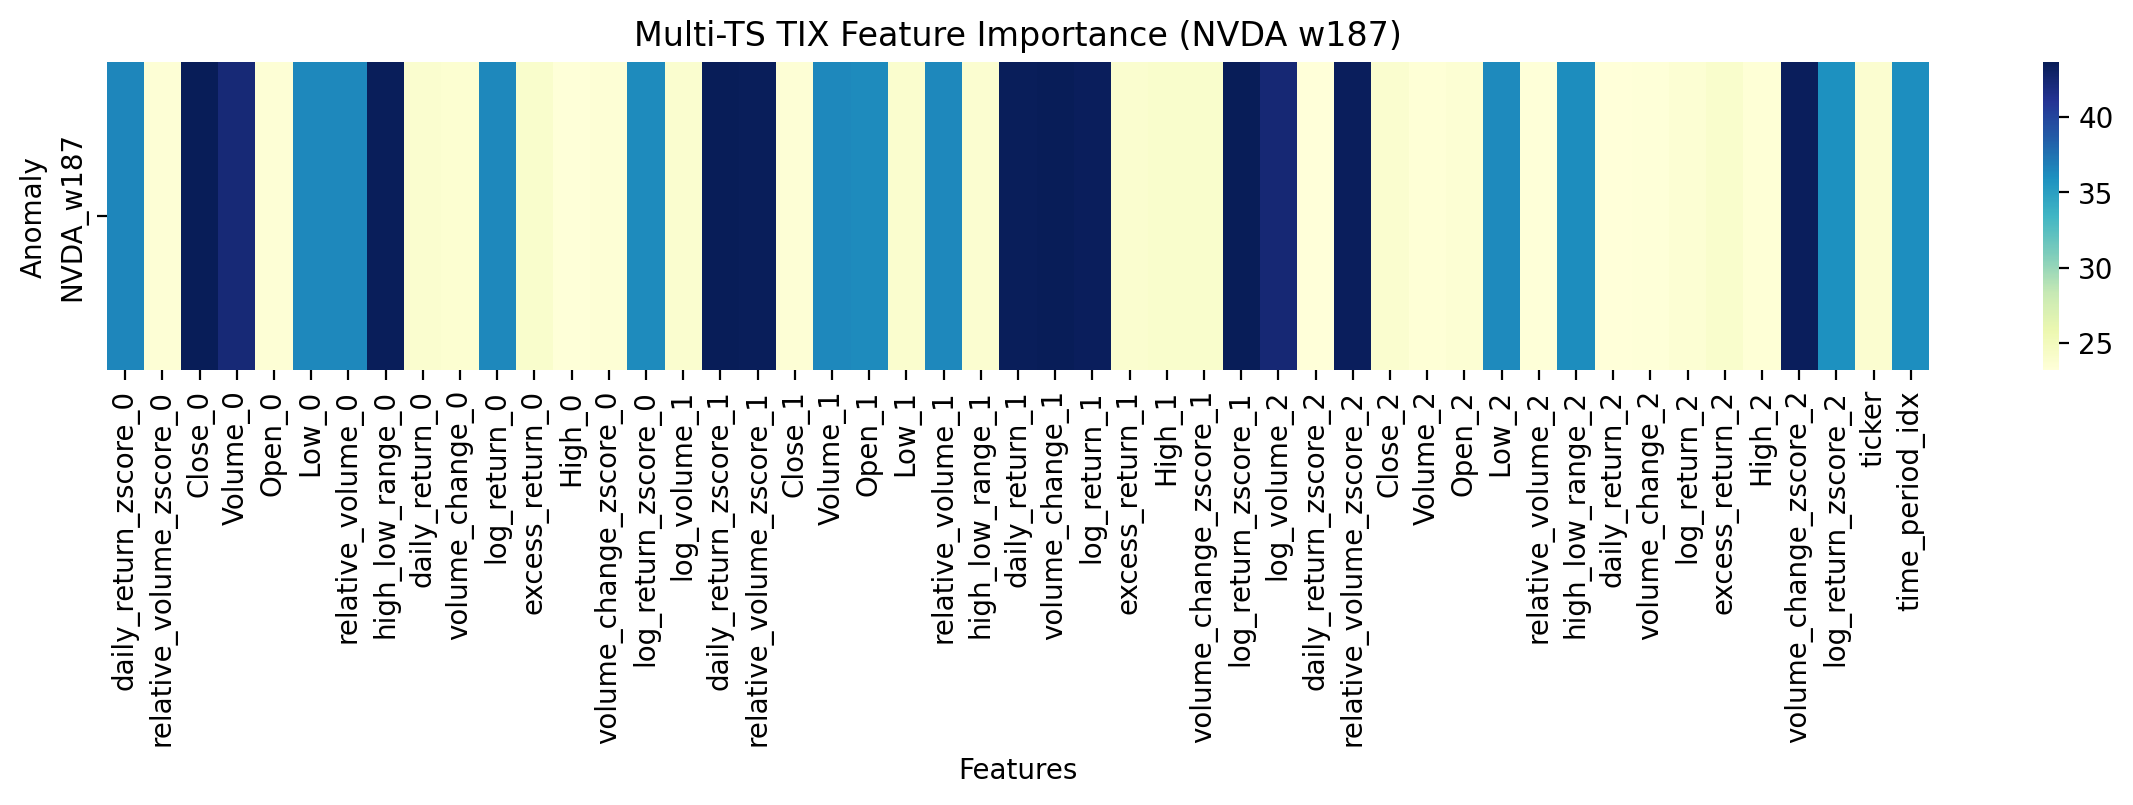 Multi-TS TIX Feature Importance (NVDA w187)
Anomaly
NVDA_w187
40
35
30
25
daily_return_zscore_0
relative_volume_zscore_0
Close_0
Volume_0
Open_0
Low_0
relative_volume_0
high_low_range_0
daily_return_0
volume_change_0
log_return_0
excess_return_0
High_0
volume_change_zscore_0
log_return_zscore_0
log_volume_1
daily_return_zscore_1
relative_volume_zscore_1
Close_1
Volume_1
Open_1
Low_1
relative_volume_1
high_low_range_1
daily_return_1
volume_change_1
log_return_1
excess_return_1
High_1
volume_change_zscore_1
log_return_zscore_1
log_volume_2
daily_return_zscore_2
relative_volume_zscore_2
Close_2
Volume_2
Open_2
Low_2
relative_volume_2
high_low_range_2
daily_return_2
volume_change_2
log_return_2
excess_return_2
High_2
volume_change_zscore_2
log_return_zscore_2
ticker
time_period_idx
Features